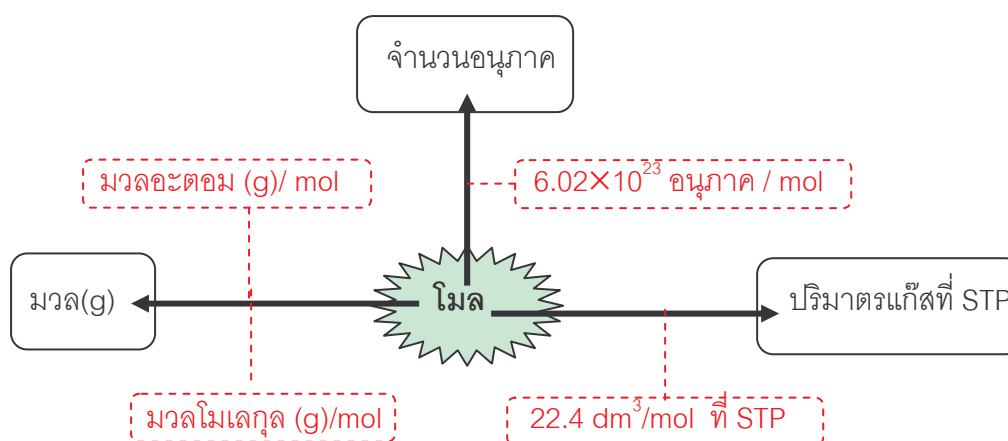 จำนวนอนุภาค
มวลอะตอม (g)/ mol
6.02×10²³ อนุภาค / mol
มวล(g)
โมล
ปริมาตรแก๊สที่ STP
มวลโมเลกุล (g)/mol
22.4 dm³/mol ที่ STP